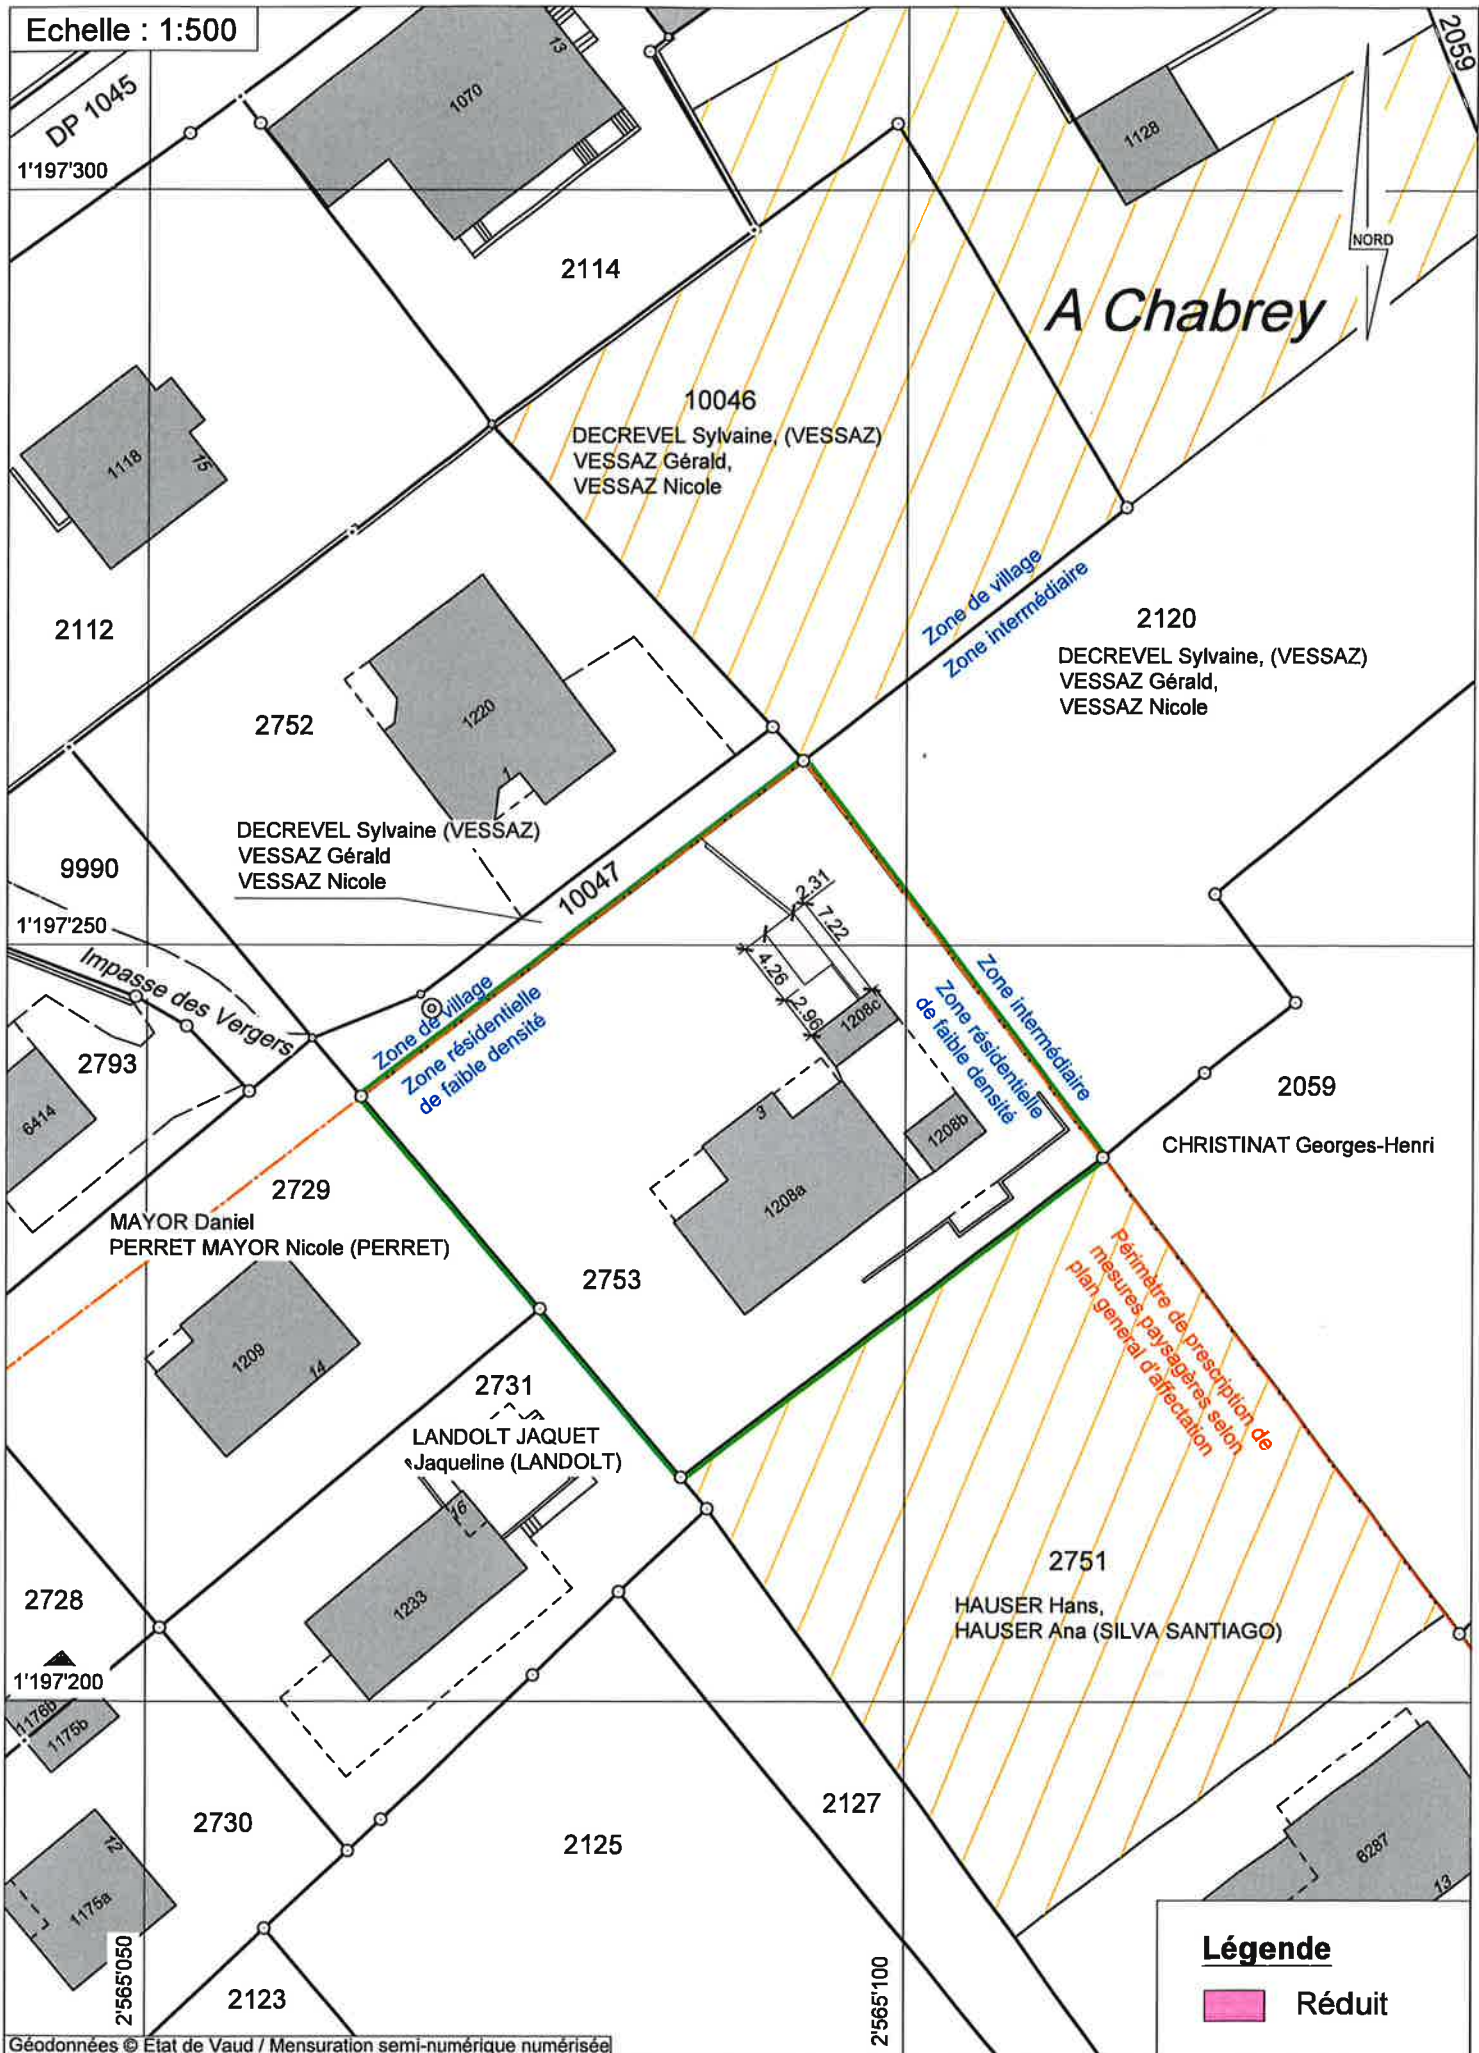 Echelle : 1:500
2059
DP 1045
13
1070
1128
1'197'300
NORD
2114
A Chabrey
10046
DECREVEL Sylvaine, (VESSAZ)
VESSAZ Gérald,
VESSAZ Nicole
1118
15
Zone de village
Zone intermédiaire
2112
2120
DECREVEL Sylvaine, (VESSAZ)
VESSAZ Gérald,
VESSAZ Nicole
2752
1220
1
DECREVEL Sylvaine (VESSAZ)
VESSAZ Gérald
VESSAZ Nicole
9990
10047
2.31
7.22
1'197'250
4.26
2.96
Impasse des Vergers
Zone de village
Zone résidentielle
de faible densité
Zone intermédiaire
Zone résidentielle
de faible densité
1208c
2793
6414
3
1208b
2059
CHRISTINAT Georges-Henri
2729
1208a
MAYOR Daniel
PERRET MAYOR Nicole (PERRET)
2753
Périmètre de prescription de
mesures paysagères selon
plan general d'affectation
1209
14
2731
LANDOLT JAQUET
Jaqueline (LANDOLT)
16
1233
2751
HAUSER Hans,
HAUSER Ana (SILVA SANTIAGO)
2728
1'197'200
1176b
1175b
2730
2127
2125
12
1175a
6287
13
2'565'050
2'565'100
2123
Légende
Réduit
Géodonnées © Etat de Vaud / Mensuration semi-numérique numérisée